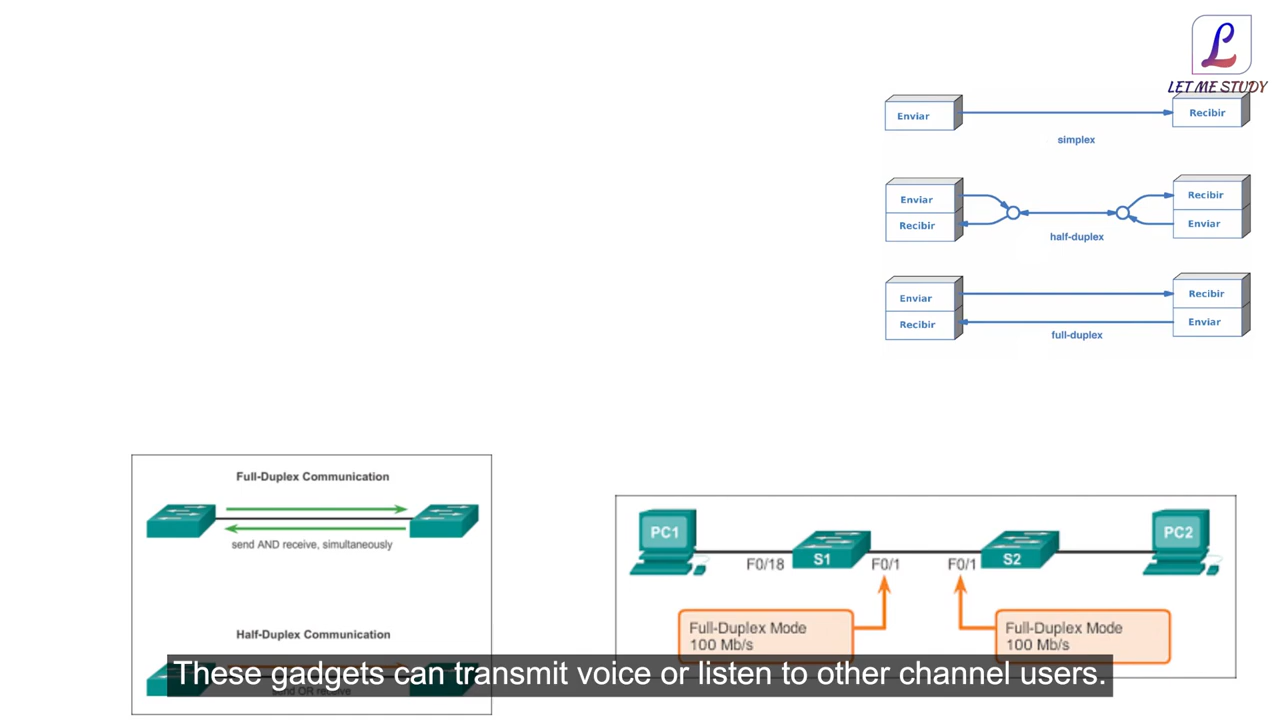 L
LET ME STUDY
Enviar
Recibir
simplex
Enviar
Recibir
Recibir
Enviar
half-duplex
Enviar
Recibir
Recibir
Enviar
full-duplex
Full-Duplex Communication
send AND receive, simultaneously
Half-Duplex Communication
send OR receive
PC1
F0/18
S1
F0/1
F0/1
S2
PC2
Full-Duplex Mode
100 Mb/s
Full-Duplex Mode
100 Mb/s
These gadgets can transmit voice or listen to other channel users.